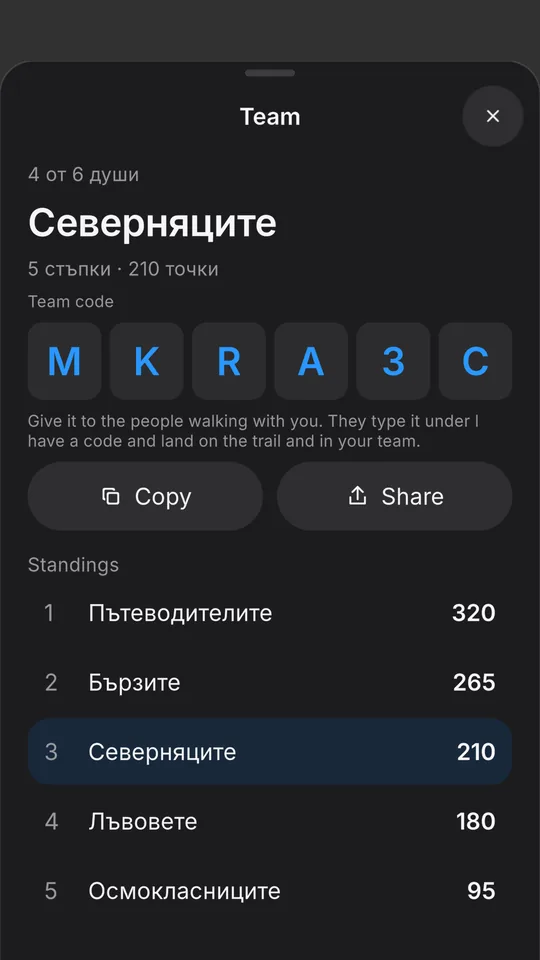 Team
4 от 6 души
Северняците
5 стъпки · 210 точки
Team code
M K R A 3 C
Give it to the people walking with you. They type it under I
have a code and land on the trail and in your team.
Copy Share
Standings
1 Пътеводителите 320
2 Бързите 265
3 Северняците 210
4 Лъвовете 180
5 Осмокласниците 95